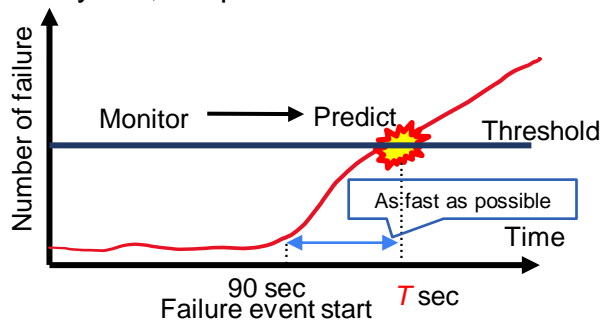 Number of failure
Monitor
Predict
Threshold
As fast as possible
Time
90 sec
T sec
Failure event start